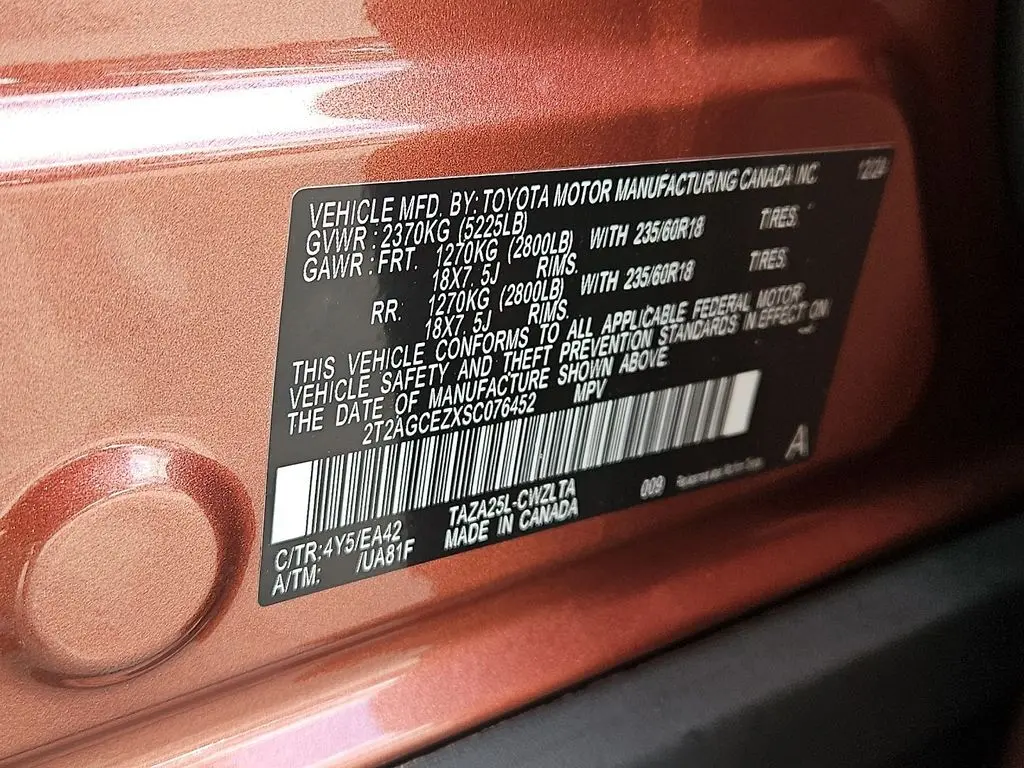 VEHICLE MFD. BY: TOYOTA MOTOR MANUFACTURING CANADA INC 12/24
GVWR: 2370KG (5225LB)
GAWR: FRT. 1270KG (2800LB) WITH 235/60R18 TIRES,
18X7.5J RIMS.
RR: 1270KG (2800LB) WITH 235/60R18 TIRES,
18X7.5J RIMS.
THIS VEHICLE CONFORMS TO ALL APPLICABLE FEDERAL MOTOR
VEHICLE SAFETY AND THEFT PREVENTION STANDARDS IN EFFECT ON
THE DATE OF MANUFACTURE SHOWN ABOVE.
2T2AGCEZXSC076452 MPV
C/TR: 4Y5/EA42 TAZA25L-CWZLTA 009 A
A/TM: /UA81F MADE IN CANADA